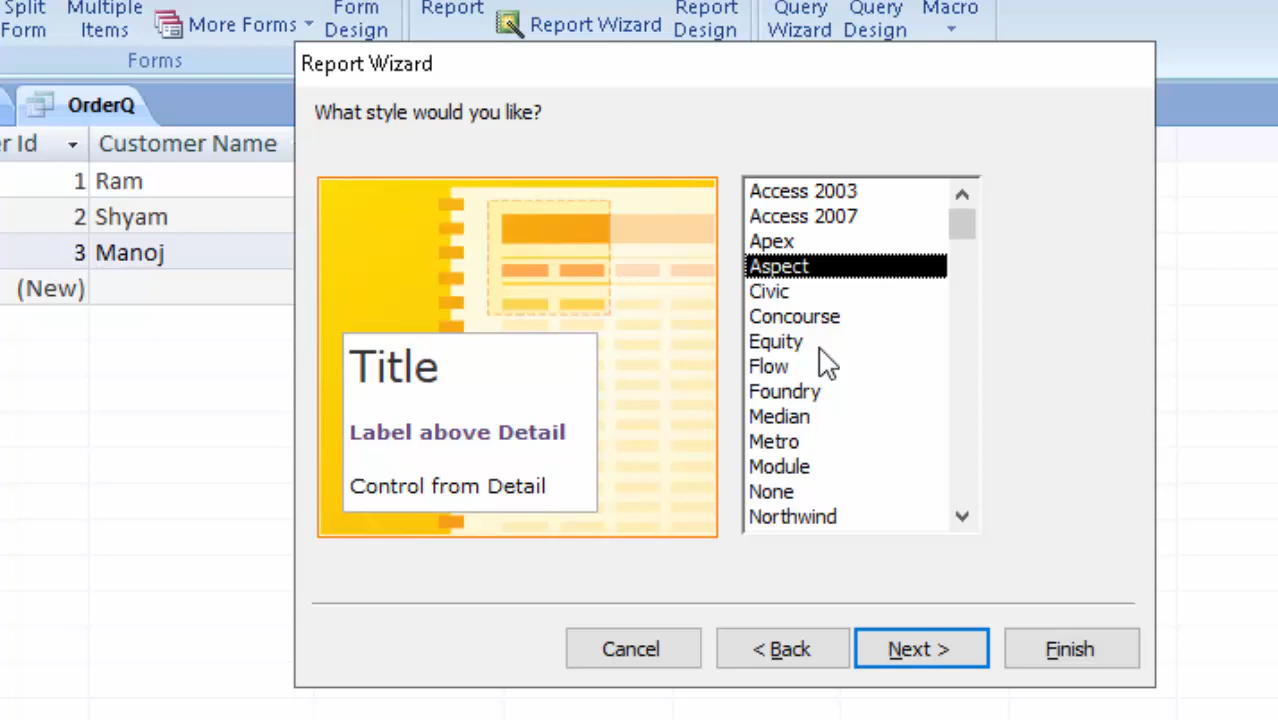 Split Form
Multiple Items
More Forms
Form Design
Report
Report Wizard
Report Design
Query Wizard
Query Design
Macro
Forms
Report Wizard
OrderQ
What style would you like?
r Id
Customer Name
1 Ram
2 Shyam
3 Manoj
(New)
Title
Label above Detail
Control from Detail
Access 2003
Access 2007
Apex
Aspect
Civic
Concourse
Equity
Flow
Foundry
Median
Metro
Module
None
Northwind
Cancel
< Back
Next >
Finish